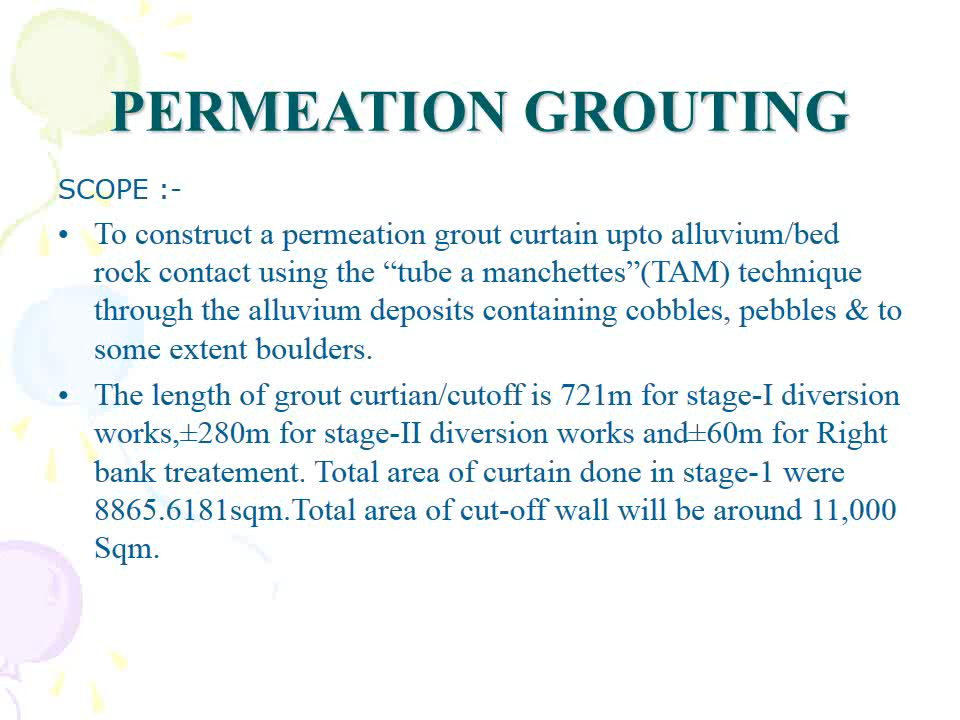 PERMEATION GROUTING
SCOPE :-
• To construct a permeation grout curtain upto alluvium/bed
rock contact using the “tube a manchettes”(TAM) technique
through the alluvium deposits containing cobbles, pebbles & to
some extent boulders.
• The length of grout curtian/cutoff is 721m for stage-I diversion
works,±280m for stage-II diversion works and±60m for Right
bank treatement. Total area of curtain done in stage-1 were
8865.6181sqm.Total area of cut-off wall will be around 11,000
Sqm.